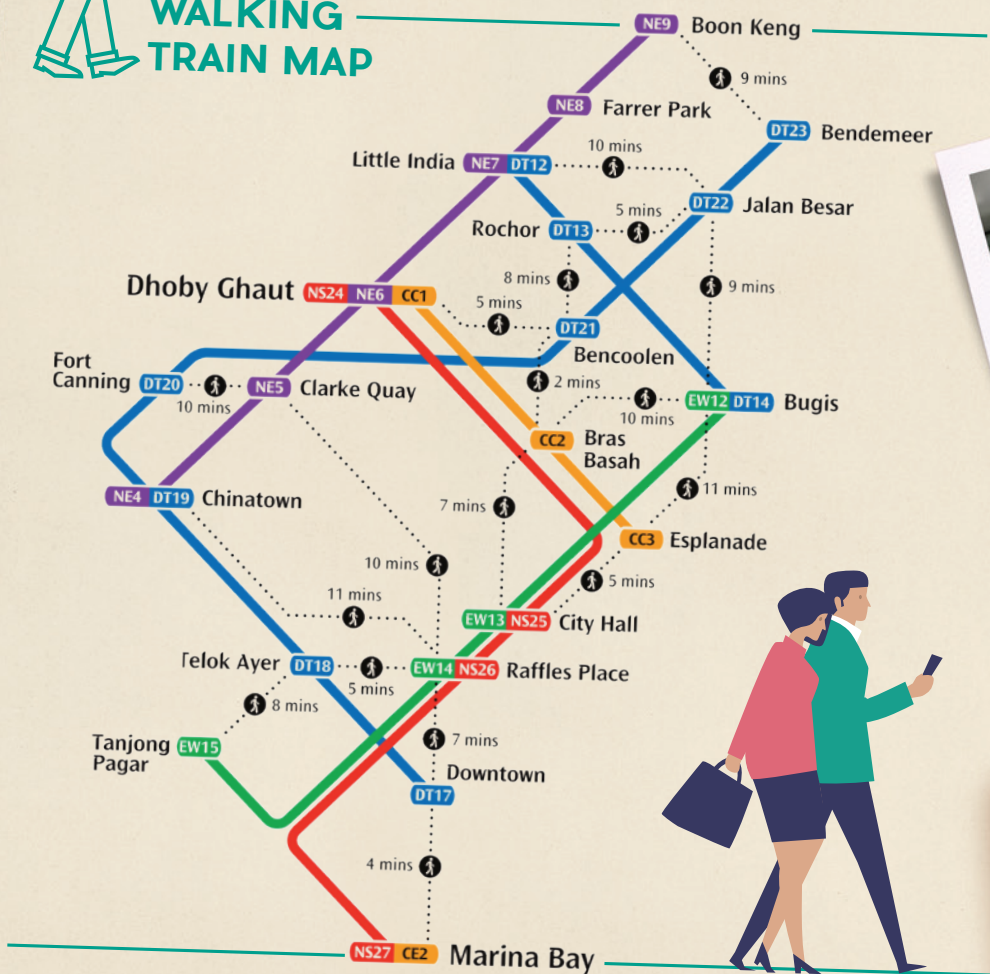 WALKING
TRAIN MAP
NE9 Boon Keng
9 mins
NE8 Farrer Park
DT23 Bendemeer
10 mins
Little India NE7 DT12
DT22 Jalan Besar
5 mins
Rochor DT13
8 mins
9 mins
Dhoby Ghaut NS24 NE6 CC1
5 mins
DT21
Bencoolen
Fort
Canning DT20
NE5 Clarke Quay
10 mins
2 mins
10 mins
EW12 DT14 Bugis
CC2 Bras
Basah
NE4 DT19 Chinatown
7 mins
11 mins
CC3 Esplanade
10 mins
5 mins
11 mins
EW13 NS25 City Hall
Telok Ayer DT18
5 mins
EW14 NS26 Raffles Place
8 mins
Tanjong
Pagar
EW15
7 mins
Downtown
DT17
4 mins
NS27 CE2 Marina Bay